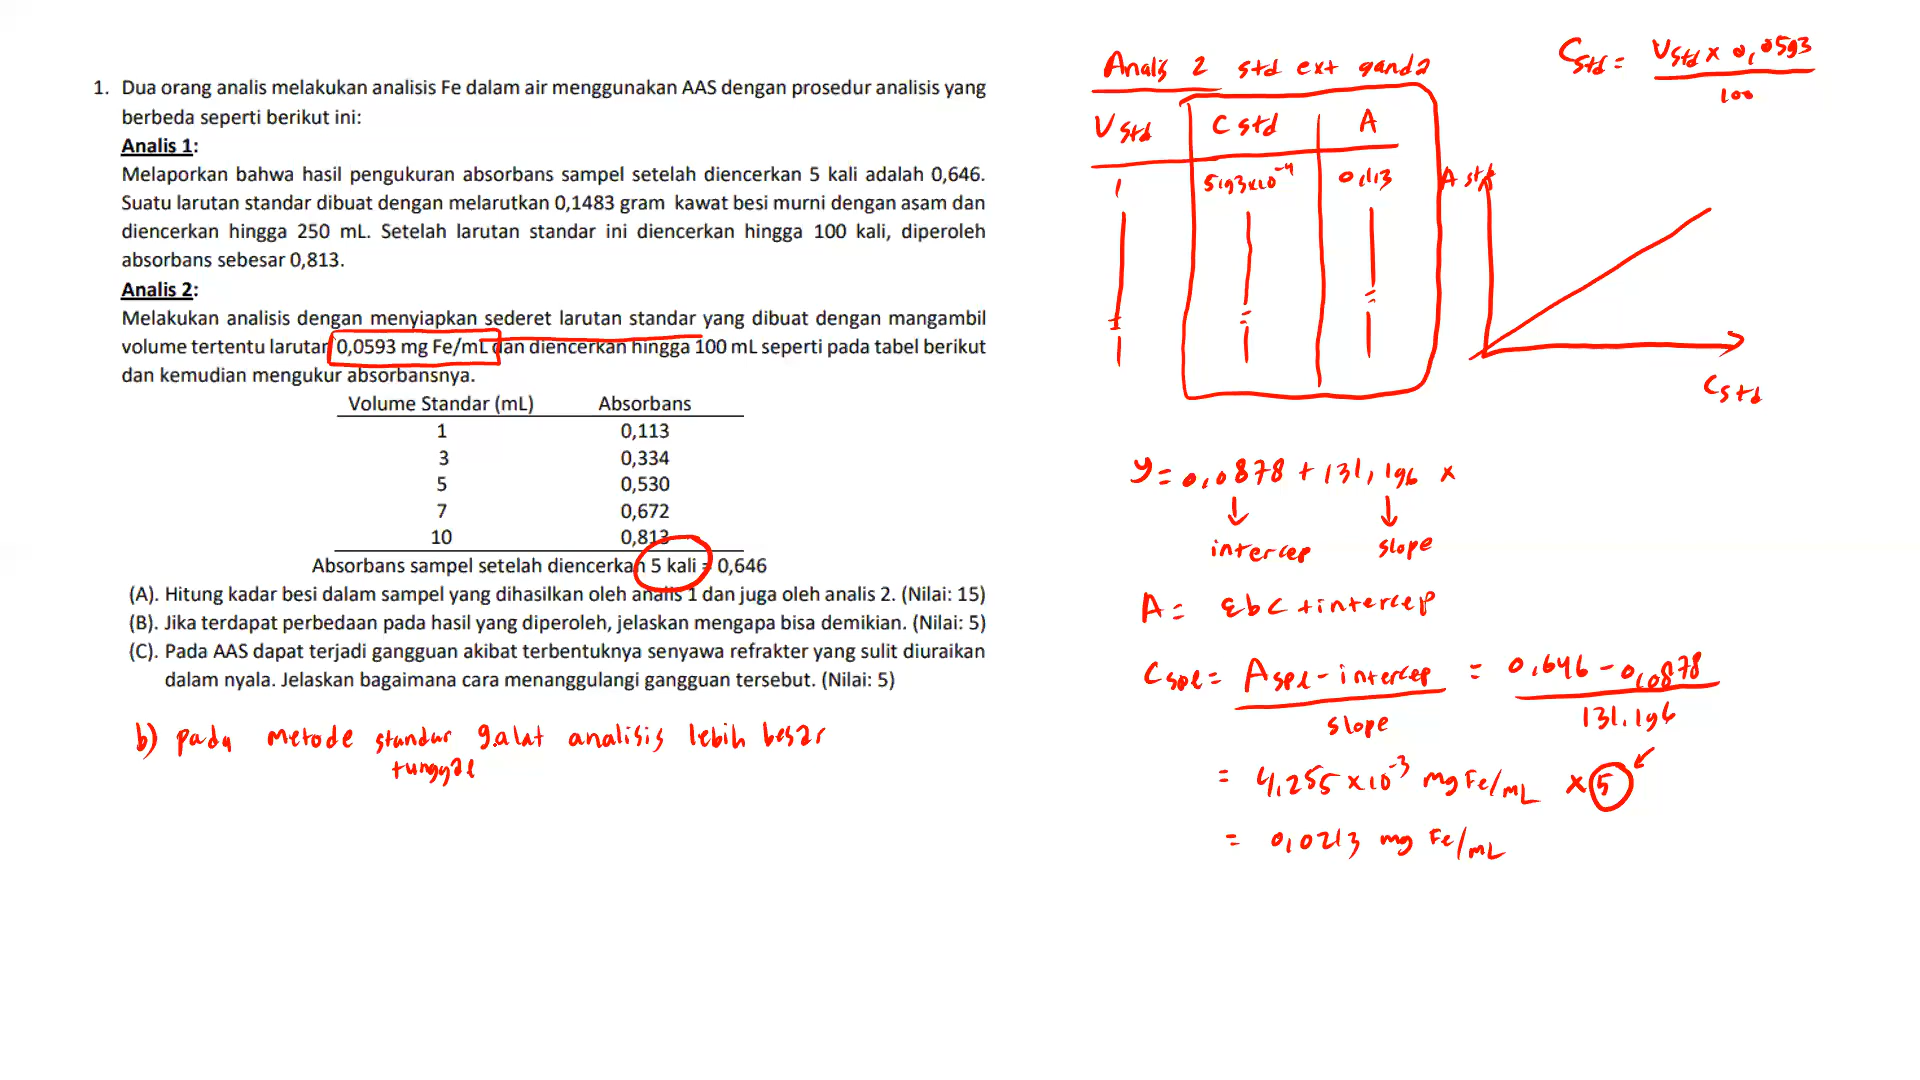 1. Dua orang analis melakukan analisis Fe dalam air menggunakan AAS dengan prosedur analisis yang
berbeda seperti berikut ini:
Analis 1:
Melaporkan bahwa hasil pengukuran absorbans sampel setelah diencerkan 5 kali adalah 0,646.
Suatu larutan standar dibuat dengan melarutkan 0,1483 gram kawat besi murni dengan asam dan
diencerkan hingga 250 mL. Setelah larutan standar ini diencerkan hingga 100 kali, diperoleh
absorbans sebesar 0,813.
Analis 2:
Melakukan analisis dengan menyiapkan sederet larutan standar yang dibuat dengan mangambil
volume tertentu larutan 0,0593 mg Fe/mL dan diencerkan hingga 100 mL seperti pada tabel berikut
dan kemudian mengukur absorbansnya.
Volume Standar (mL) Absorbans
1 0,113
3 0,334
5 0,530
7 0,672
10 0,813
Absorbans sampel setelah diencerkan 5 kali = 0,646
(A). Hitung kadar besi dalam sampel yang dihasilkan oleh analis 1 dan juga oleh analis 2. (Nilai: 15)
(B). Jika terdapat perbedaan pada hasil yang diperoleh, jelaskan mengapa bisa demikian. (Nilai: 5)
(C). Pada AAS dapat terjadi gangguan akibat terbentuknya senyawa refrakter yang sulit diuraikan
dalam nyala. Jelaskan bagaimana cara menanggulangi gangguan tersebut. (Nilai: 5)
b) pada metode standar galat analisis lebih besar
tunggal
Analis 2 std ext ganda
V std C std A
1 5,93x10⁻⁴ 0,113
C std = V std x 0,0593
100
A std
C std
y = 0,0878 + 131,196 x
intercep slope
A = εbc + intercep
C spl = A spl - intercep = 0,646 - 0,0878
slope 131,196
= 4,255 x 10⁻³ mg Fe/mL x 5
= 0,0213 mg Fe/mL